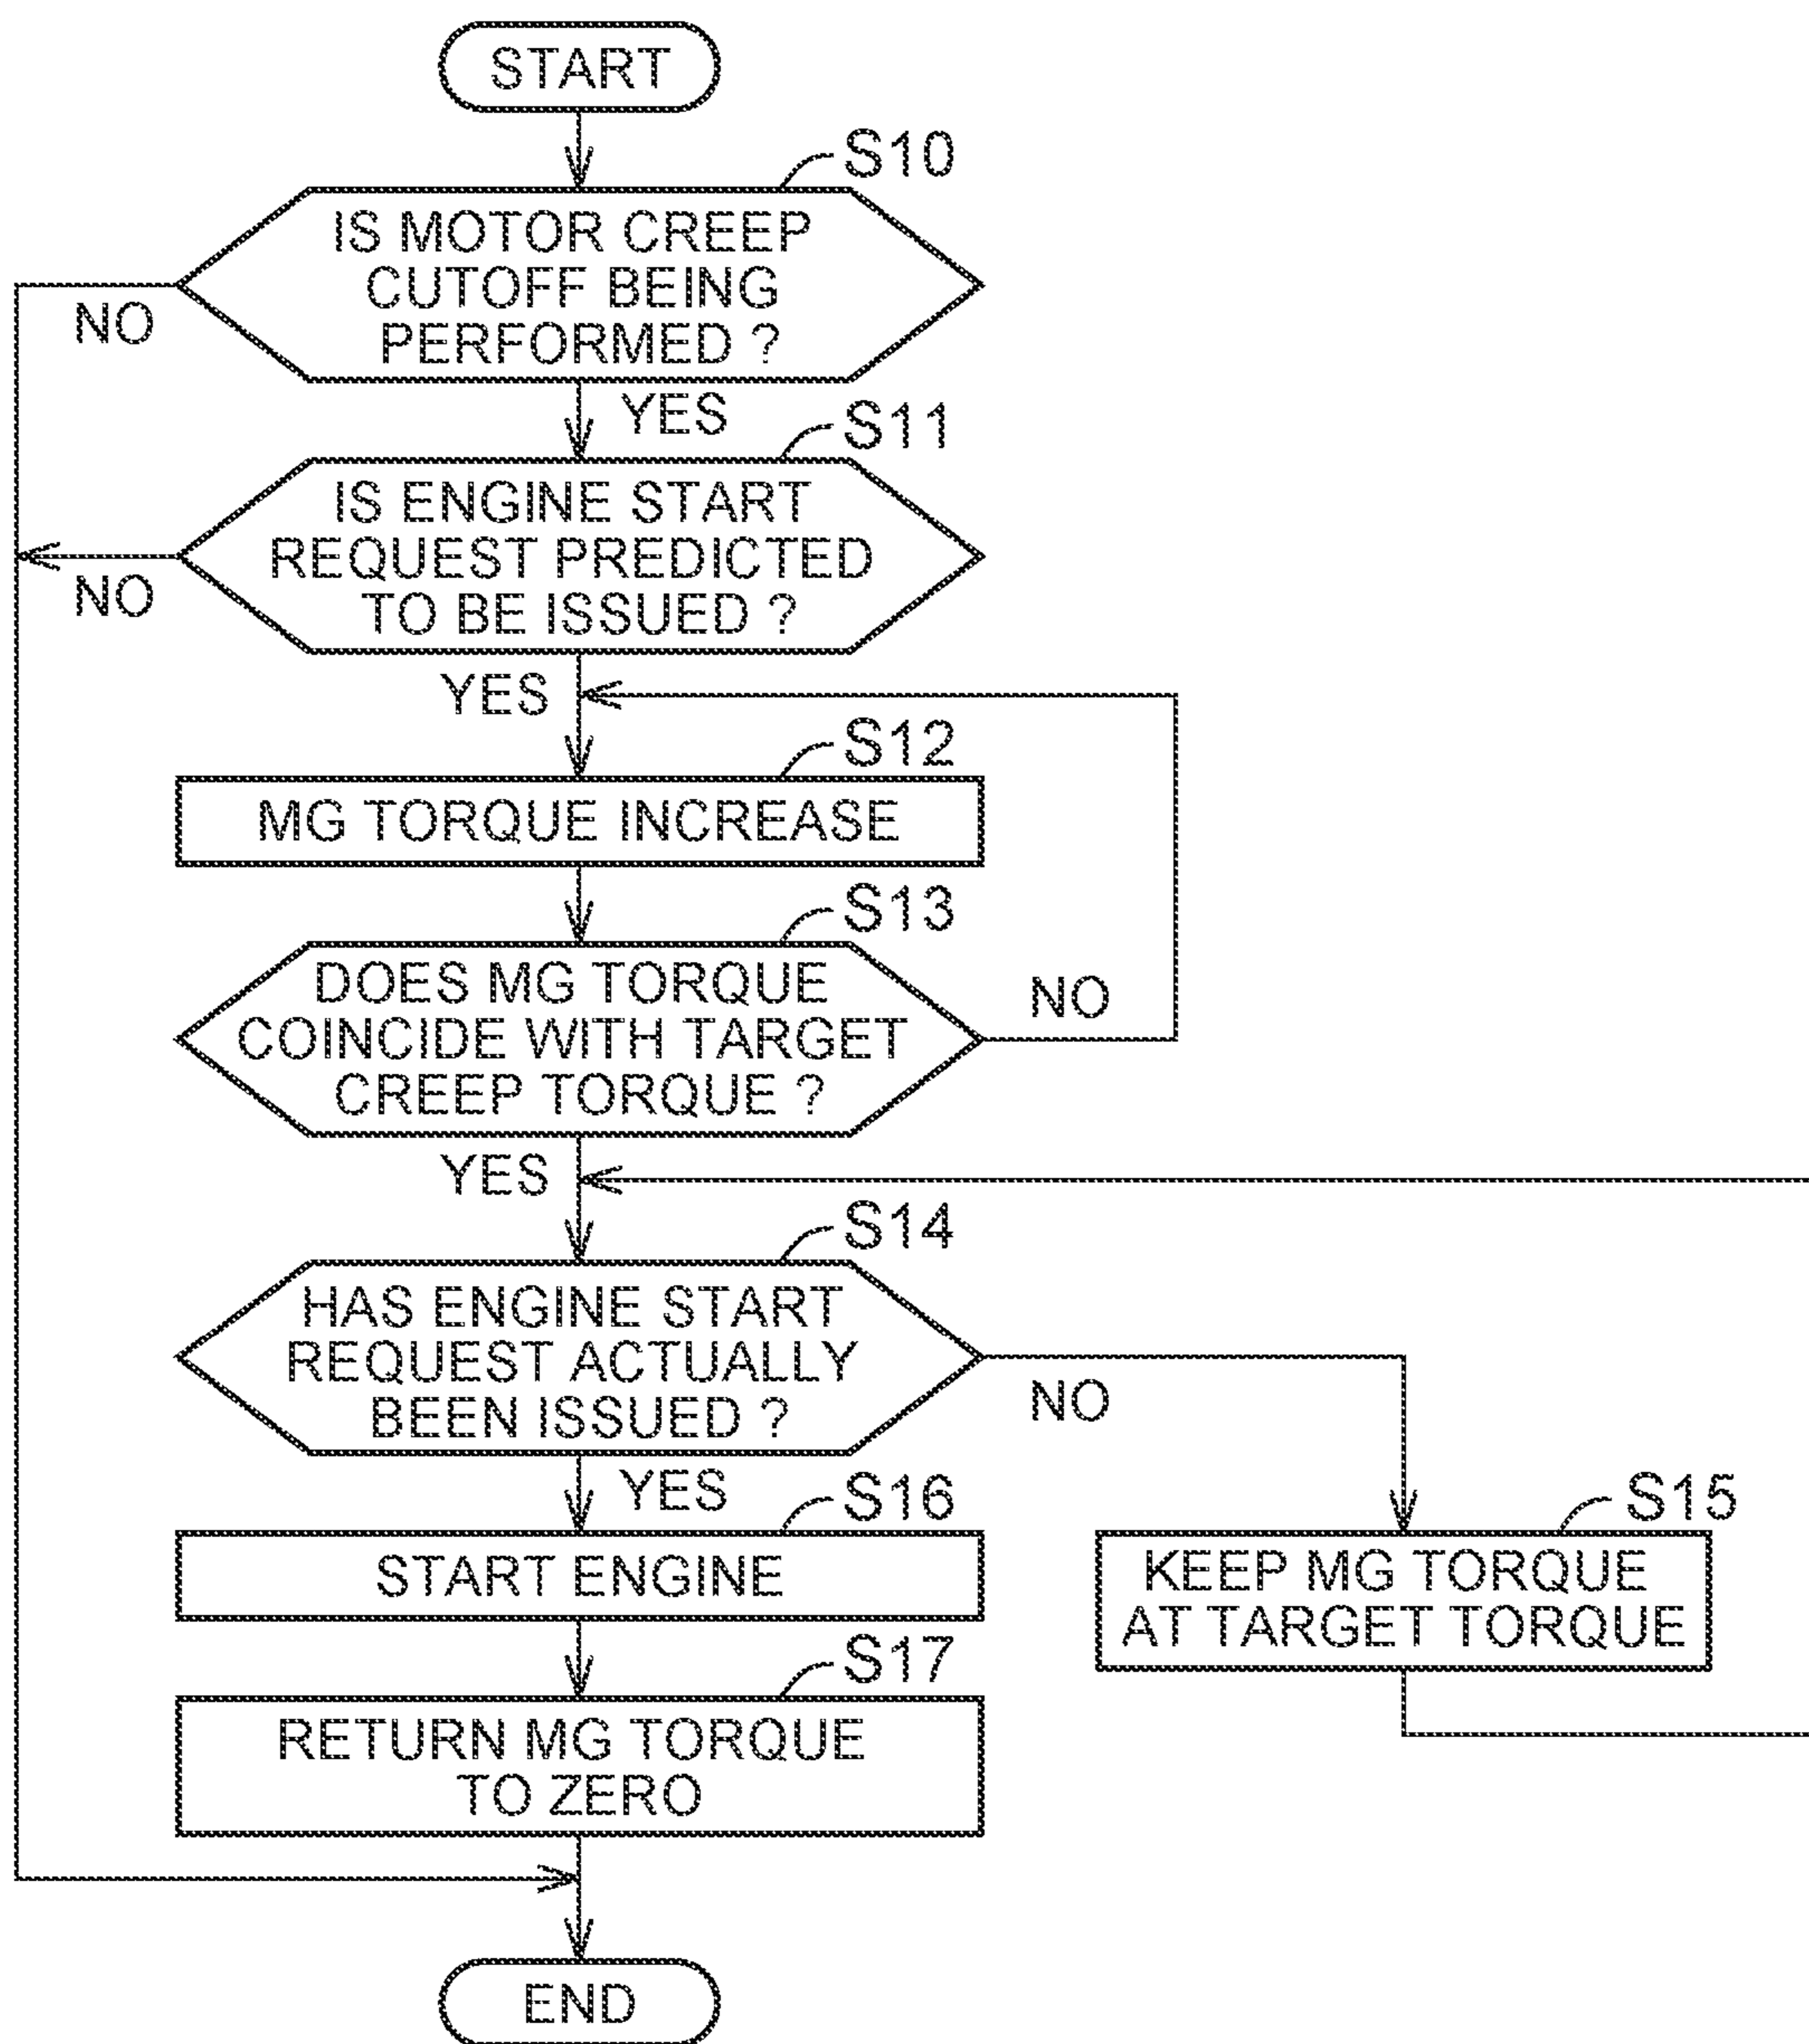 START
S10
IS MOTOR CREEP
CUTOFF BEING
PERFORMED ?
NO
YES
S11
IS ENGINE START
REQUEST PREDICTED
TO BE ISSUED ?
NO
YES
S12
MG TORQUE INCREASE
S13
DOES MG TORQUE
COINCIDE WITH TARGET
CREEP TORQUE ?
NO
YES
S14
HAS ENGINE START
REQUEST ACTUALLY
BEEN ISSUED ?
NO
YES
S16
START ENGINE
S15
KEEP MG TORQUE
AT TARGET TORQUE
S17
RETURN MG TORQUE
TO ZERO
END